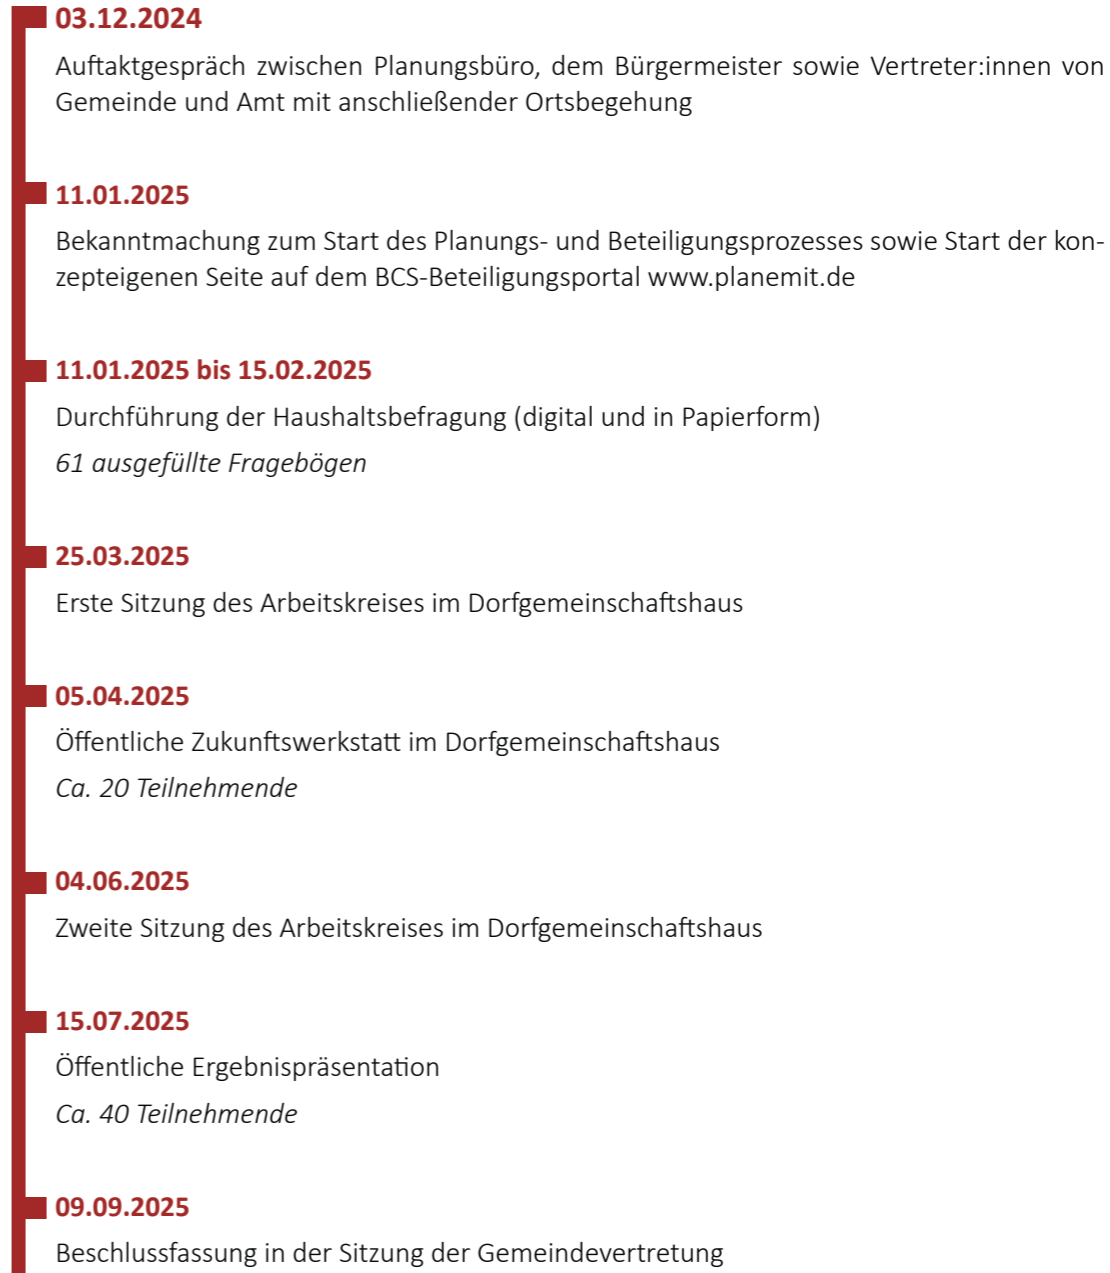 03.12.2024
Auftaktgespräch zwischen Planungsbüro, dem Bürgermeister sowie Vertreter:innen von
Gemeinde und Amt mit anschließender Ortsbegehung
11.01.2025
Bekanntmachung zum Start des Planungs- und Beteiligungsprozesses sowie Start der kon-
zepteigenen Seite auf dem BCS-Beteiligungsportal www.planemit.de
11.01.2025 bis 15.02.2025
Durchführung der Haushaltsbefragung (digital und in Papierform)
61 ausgefüllte Fragebögen
25.03.2025
Erste Sitzung des Arbeitskreises im Dorfgemeinschaftshaus
05.04.2025
Öffentliche Zukunftswerkstatt im Dorfgemeinschaftshaus
Ca. 20 Teilnehmende
04.06.2025
Zweite Sitzung des Arbeitskreises im Dorfgemeinschaftshaus
15.07.2025
Öffentliche Ergebnispräsentation
Ca. 40 Teilnehmende
09.09.2025
Beschlussfassung in der Sitzung der Gemeindevertretung